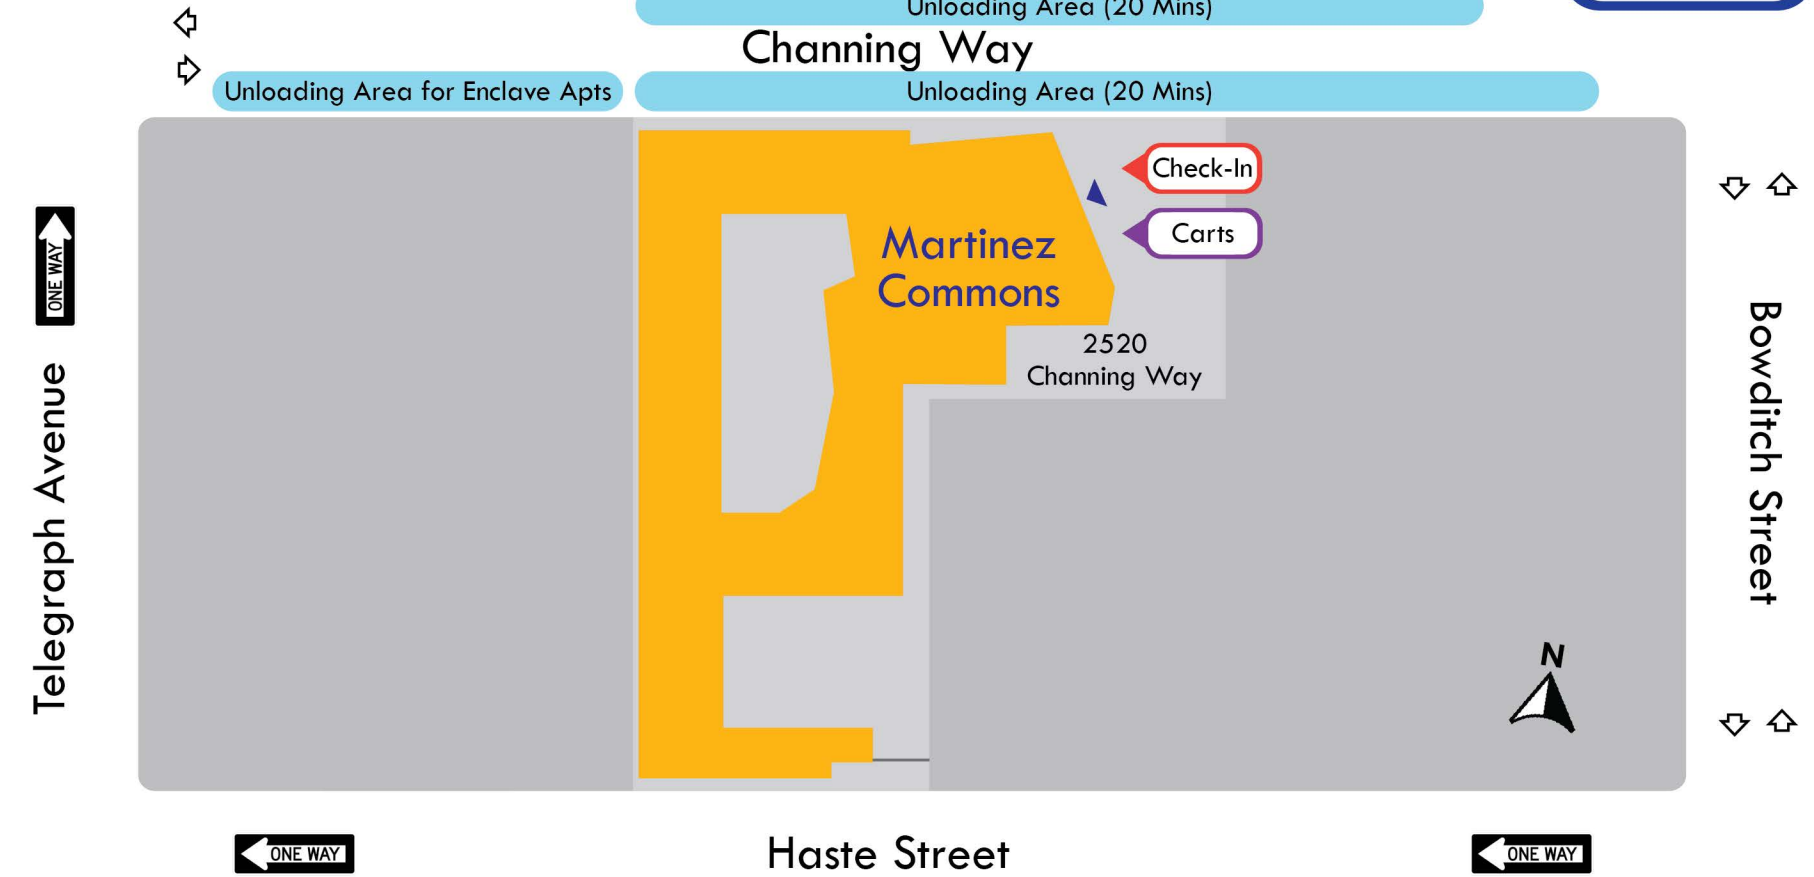 Unloading Area (20 Mins)
Channing Way
Unloading Area for Enclave Apts
Unloading Area (20 Mins)
Check-In
Carts
Martinez
Commons
2520
Channing Way
ONE WAY
Telegraph Avenue
Bowditch Street
N
ONE WAY
Haste Street
ONE WAY